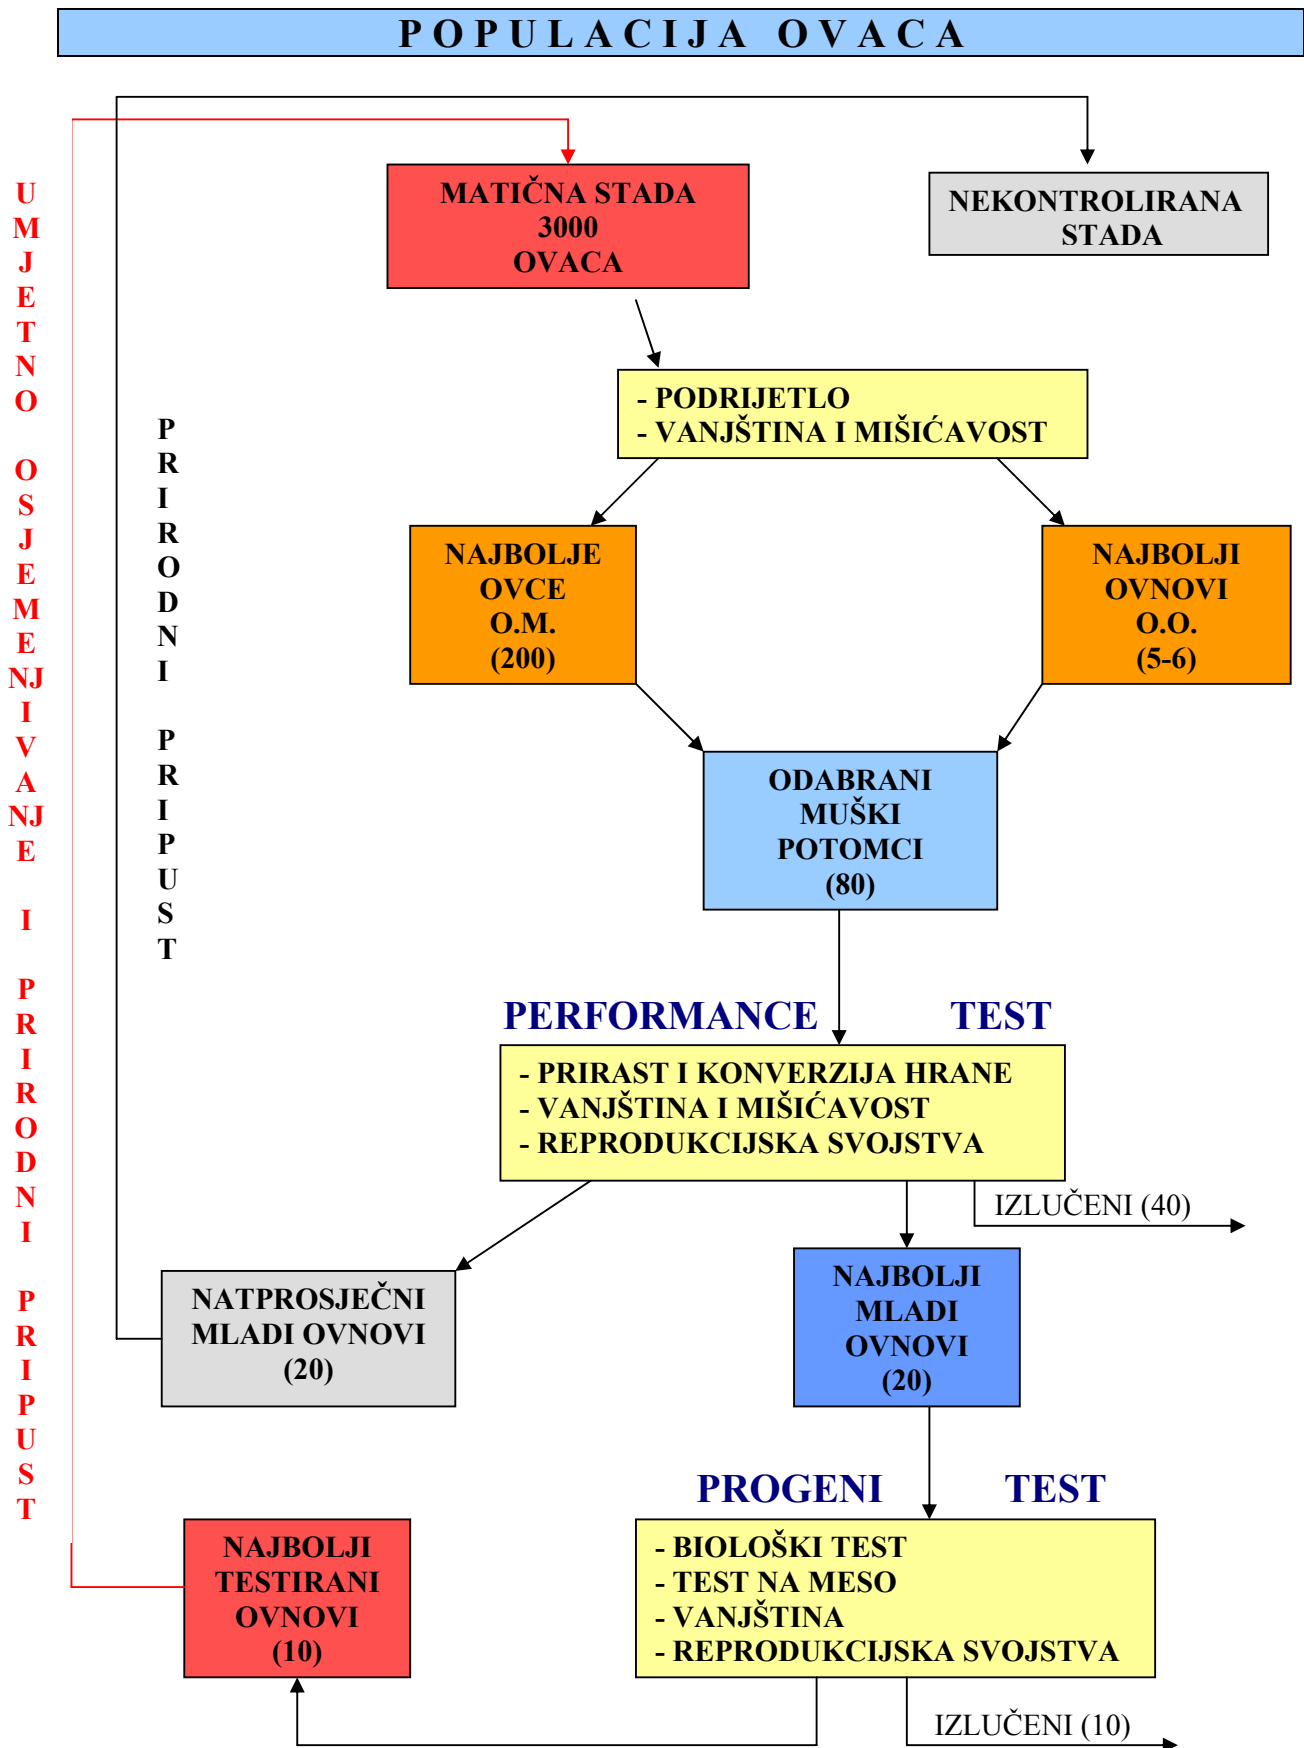 POPULACIJA OVACA
MATIČNA STADA
3000
OVACA
NEKONTROLIRANA
STADA
UMJETNO OSJEMENJIVANJE I PRIRODNI PRIPUST
PRIRODNI PRIPUST
- PODRIJETLO
- VANJŠTINA I MIŠIĆAVOST
NAJBOLJE
OVCE
O.M.
(200)
NAJBOLJI
OVNOVI
O.O.
(5-6)
ODABRANI
MUŠKI
POTOMCI
(80)
PERFORMANCE TEST
- PRIRAST I KONVERZIJA HRANE
- VANJŠTINA I MIŠIĆAVOST
- REPRODUKCIJSKA SVOJSTVA
IZLUČENI (40)
NATPROSJEČNI
MLADI OVNOVI
(20)
NAJBOLJI
MLADI
OVNOVI
(20)
PROGENI TEST
NAJBOLJI
TESTIRANI
OVNOVI
(10)
- BIOLOŠKI TEST
- TEST NA MESO
- VANJŠTINA
- REPRODUKCIJSKA SVOJSTVA
IZLUČENI (10)